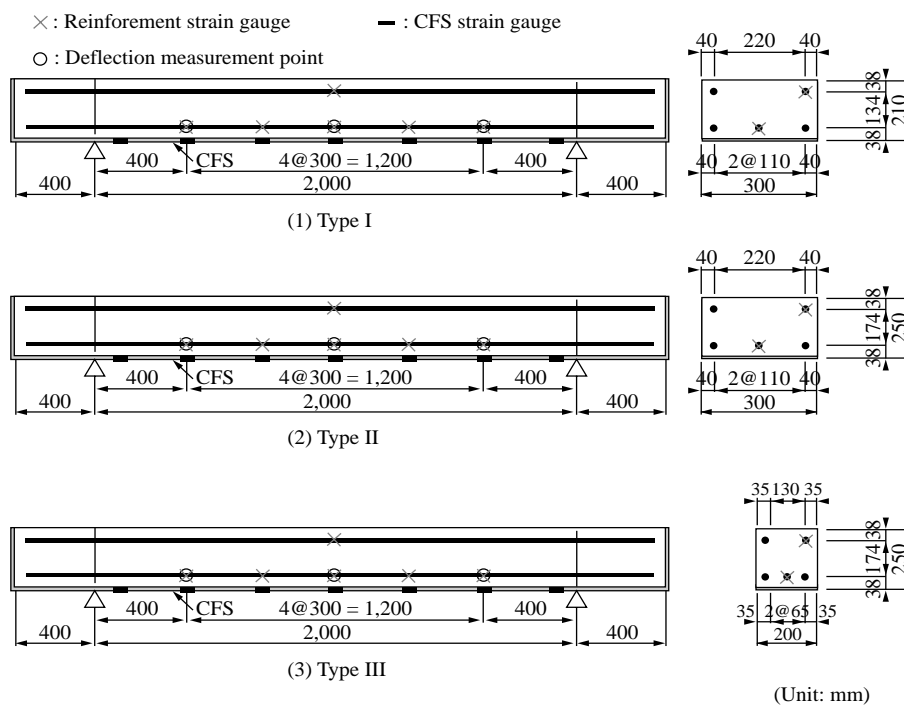 × : Reinforement strain gauge
━ : CFS strain gauge
○ : Deflection measurement point
40 220 40
38
134
210
38
CFS
400 4@300 = 1,200 400
400 2,000 400
40 2@110 40
300
(1) Type I
40 220 40
38
174
250
38
CFS
400 4@300 = 1,200 400
400 2,000 400
40 2@110 40
300
(2) Type II
35 130 35
38
174
250
38
CFS
400 4@300 = 1,200 400
400 2,000 400
35 2@65 35
200
(3) Type III
(Unit: mm)